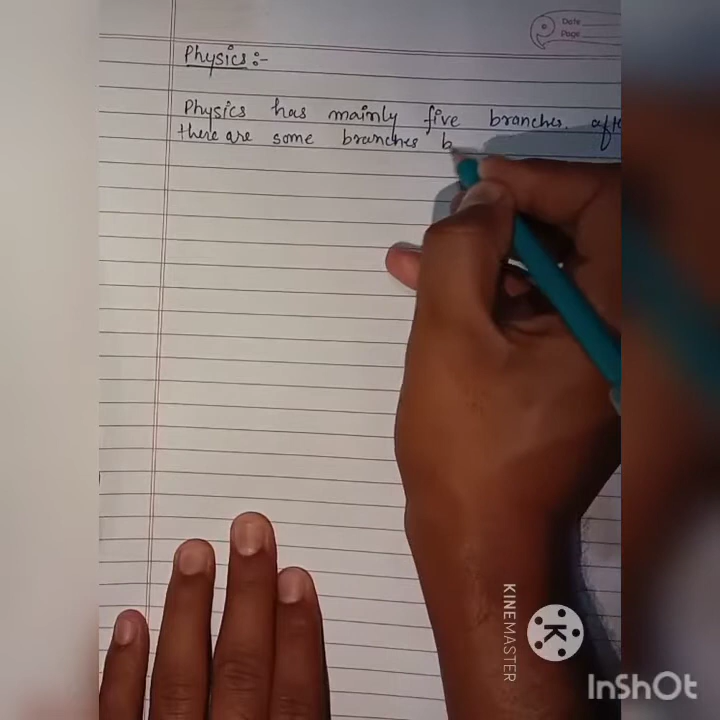 Date
Page
Physics :-
Physics has mainly five branches.
there are some branches b
KINEMASTER
InShOt